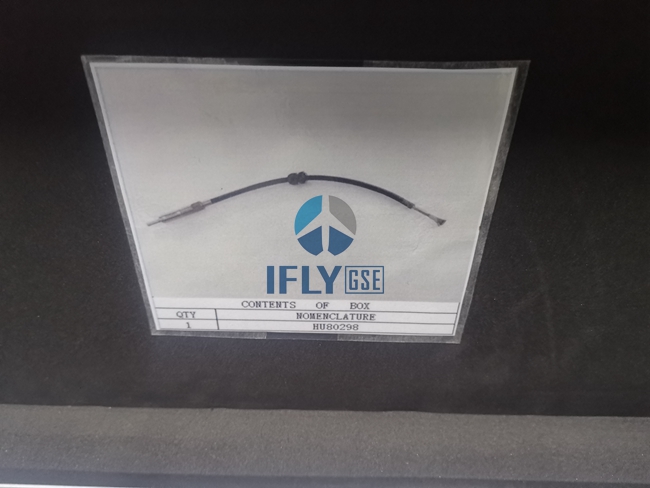 IFLY GSE
CONTENTS OF BOX
QTY NOMENCLATURE
1 HU80298